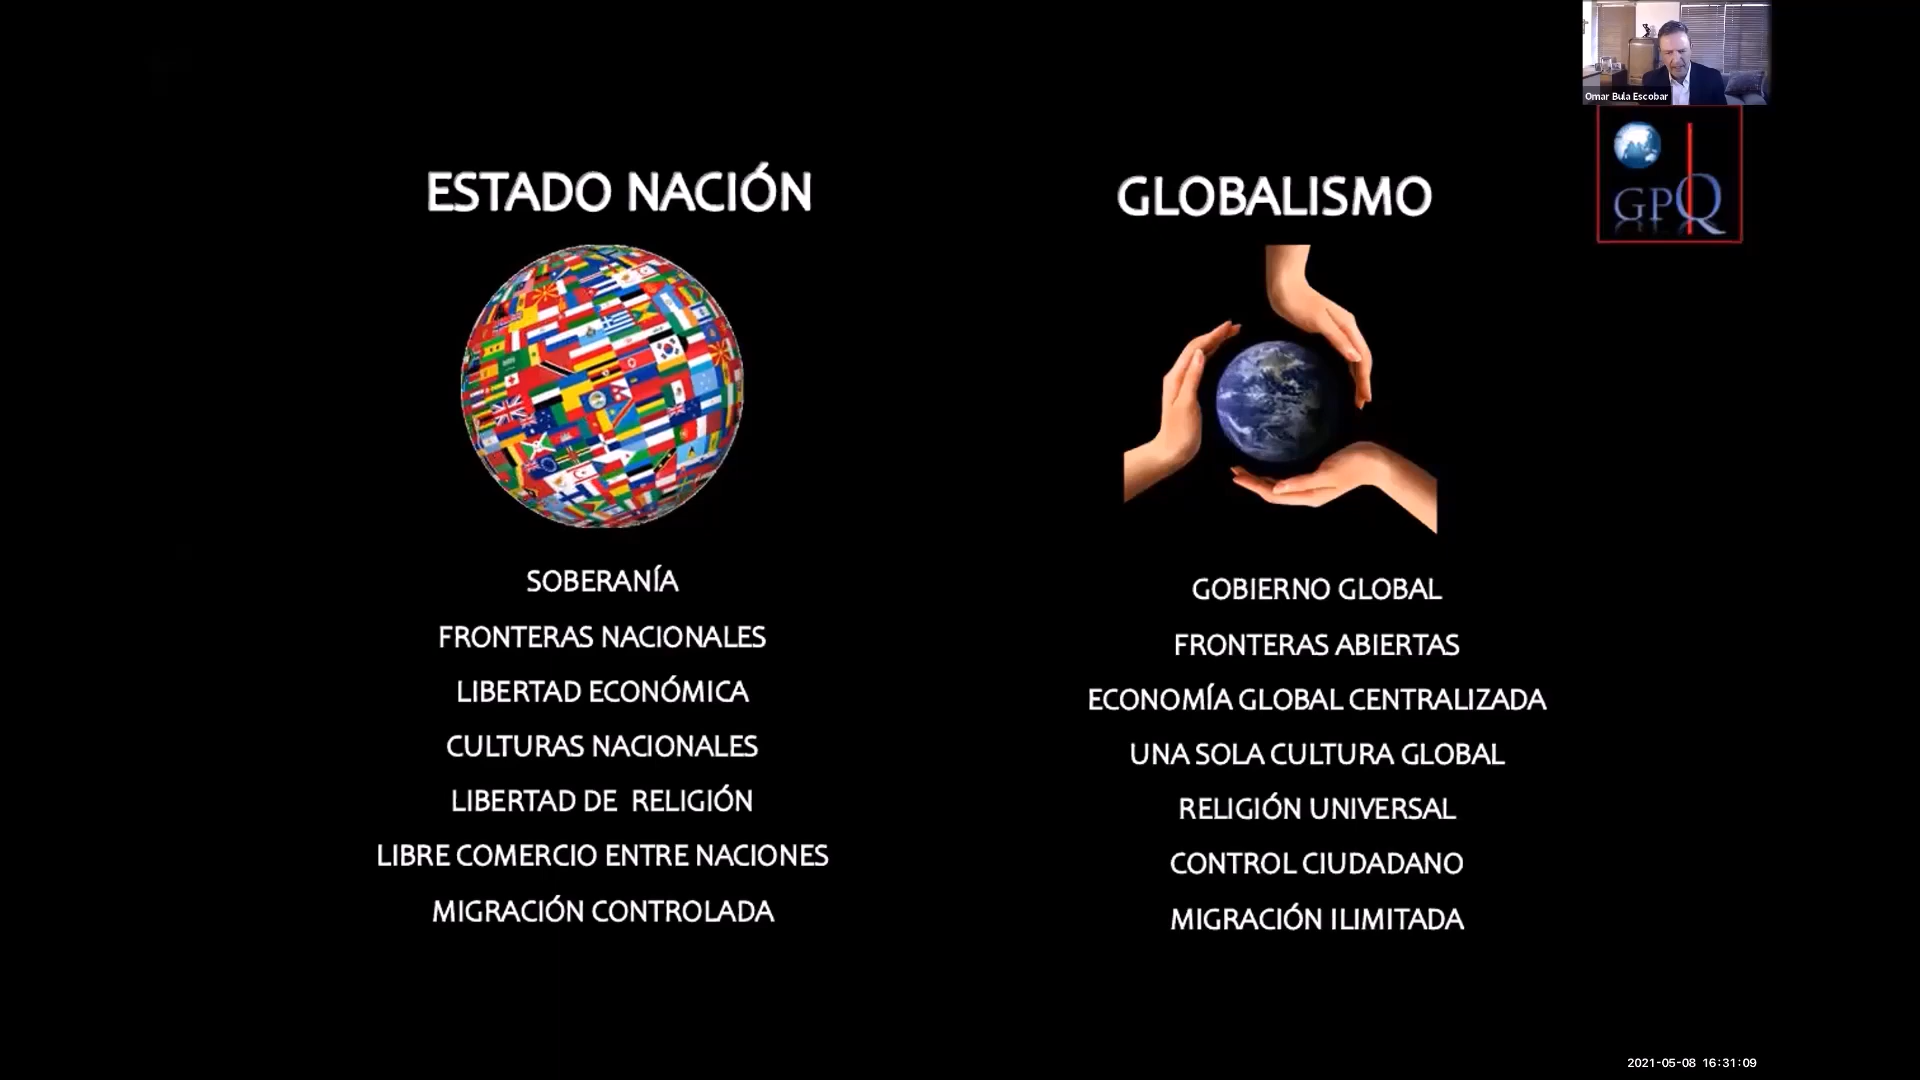 Omar Bula Escobar
GPQ
ESTADO NACIÓN
SOBERANÍA
FRONTERAS NACIONALES
LIBERTAD ECONÓMICA
CULTURAS NACIONALES
LIBERTAD DE RELIGIÓN
LIBRE COMERCIO ENTRE NACIONES
MIGRACIÓN CONTROLADA
GLOBALISMO
GOBIERNO GLOBAL
FRONTERAS ABIERTAS
ECONOMÍA GLOBAL CENTRALIZADA
UNA SOLA CULTURA GLOBAL
RELIGIÓN UNIVERSAL
CONTROL CIUDADANO
MIGRACIÓN ILIMITADA
2021-05-08 16:31:09